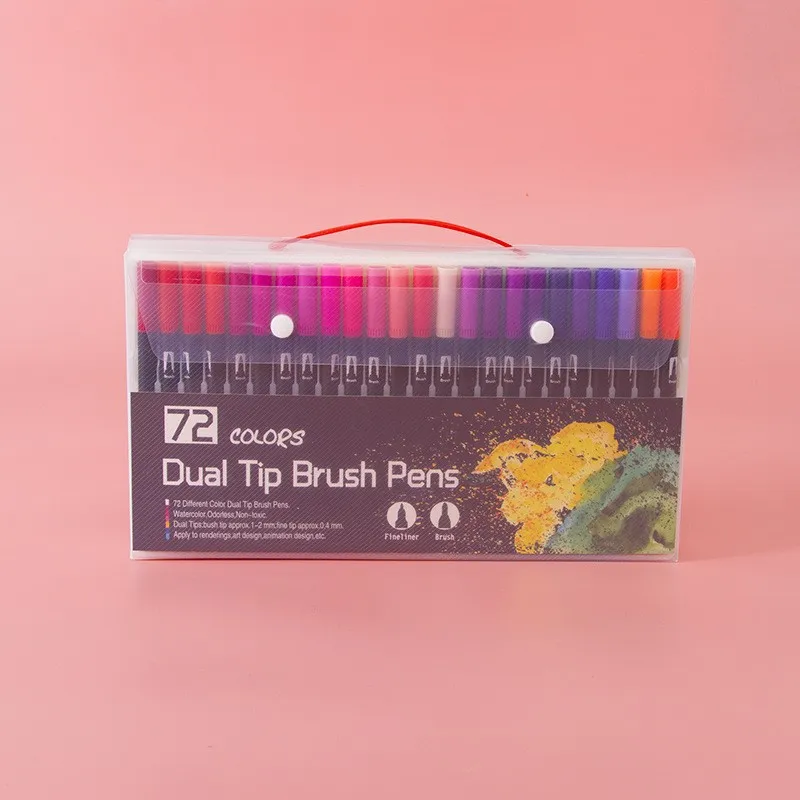 72 COLORS
Dual Tip Brush Pens
72 Different Color Dual Tip Brush Pens.
Watercolor,Odorless,Non-toxic.
Dual Tips;bush tip approx.1-2 mm;fine tip approx.0.4 mm.
Apply to renderings,art design,animation design,etc.
Fineliner Brush